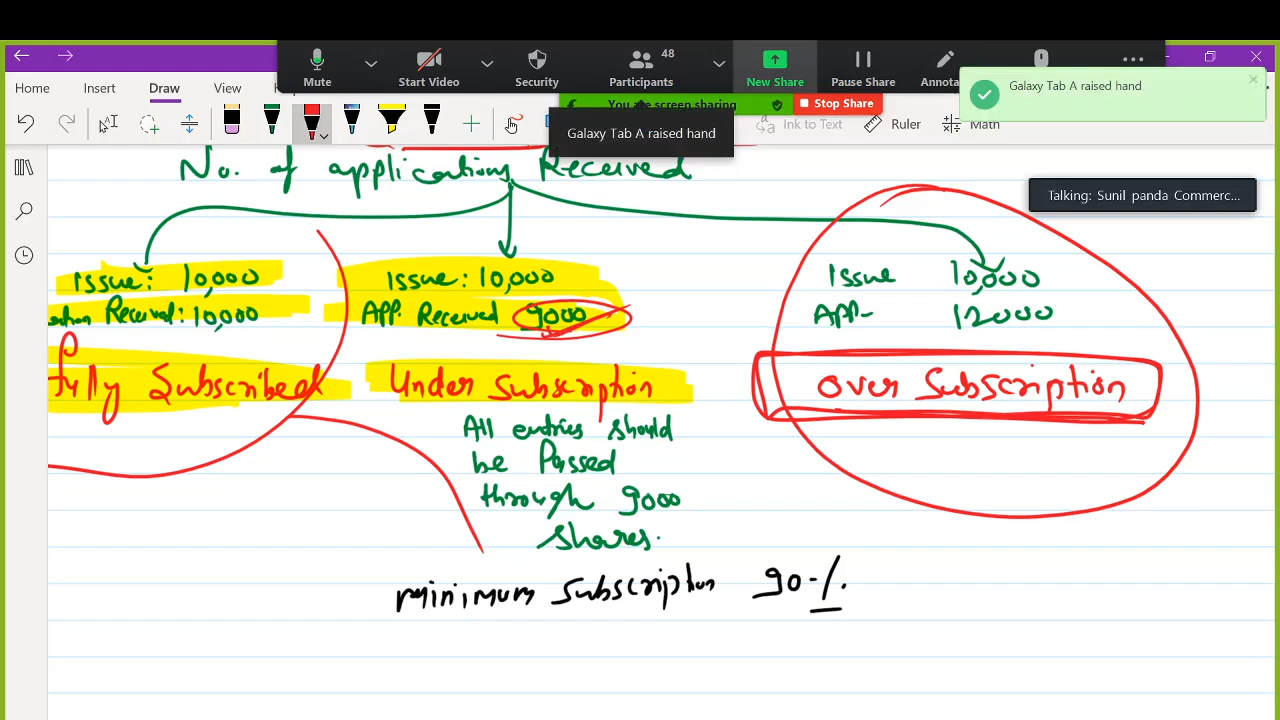 48
Mute
Start Video
Security
Participants
New Share
Pause Share
Annota
Galaxy Tab A raised hand
Home
Insert
Draw
View
You are screen sharing
Stop Share
Galaxy Tab A raised hand
Ink to Text
Ruler
Math
Talking: Sunil panda Commerc...
No. of applications Received
Issue: 10,000
Received: 10,000
fully Subscribed
Issue: 10,000
APP. Received 9000
Under Subscription
All entries should
be Passed
through 9000
shares.
Issue 10,000
APP- 12000
over Subscription
minimum Subscription 90%